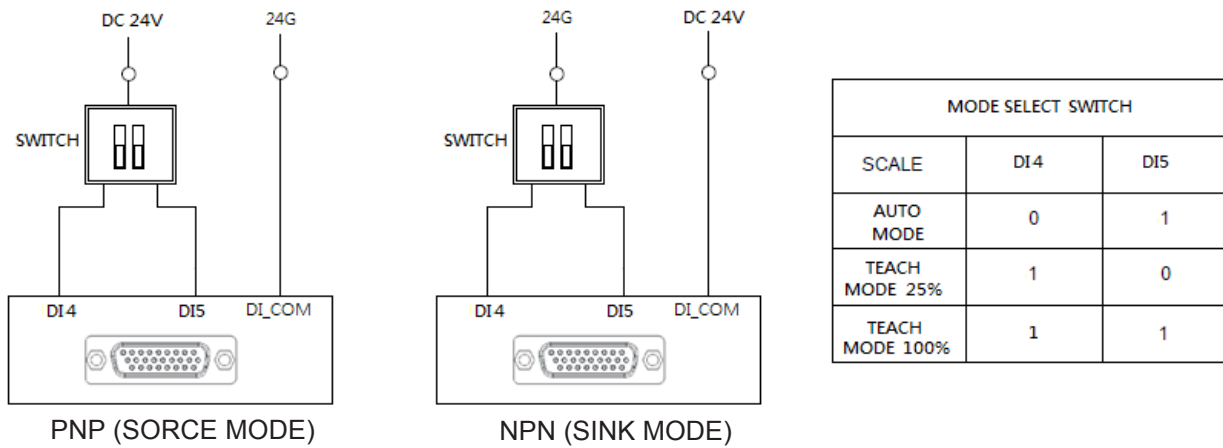 DC 24V
24G
SWITCH
DI4
DI5
DI_COM
PNP (SORCE MODE)
24G
DC 24V
SWITCH
DI4
DI5
DI_COM
NPN (SINK MODE)
MODE SELECT SWITCH
SCALE DI4 DI5
AUTO
MODE
0 1
TEACH
MODE 25%
1 0
TEACH
MODE 100%
1 1